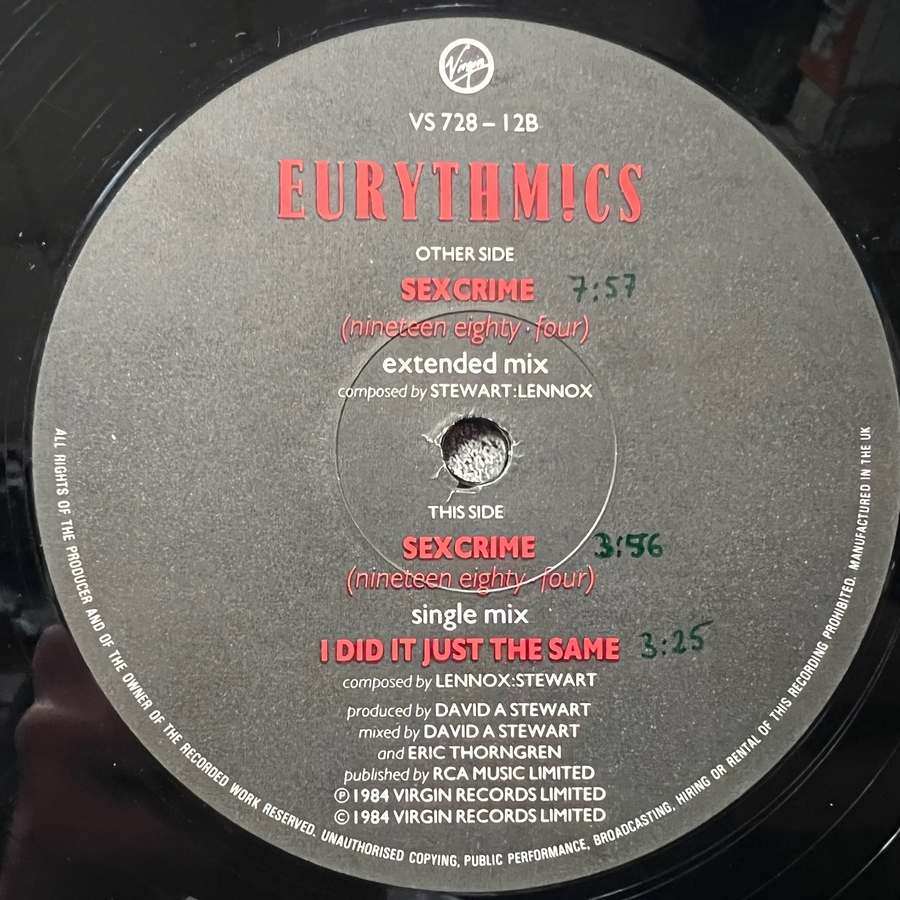 Virgin
VS 728 – 12B
EURYTHM!CS
OTHER SIDE
SEXCRIME 7:57
(nineteen eighty · four)
extended mix
composed by STEWART:LENNOX
THIS SIDE
SEXCRIME 3:56
(nineteen eighty · four)
single mix
I DID IT JUST THE SAME 3:25
composed by LENNOX:STEWART
produced by DAVID A STEWART
mixed by DAVID A STEWART
and ERIC THORNGREN
published by RCA MUSIC LIMITED
℗ 1984 VIRGIN RECORDS LIMITED
© 1984 VIRGIN RECORDS LIMITED
ALL RIGHTS OF THE PRODUCER AND OF THE OWNER OF THE RECORDED WORK RESERVED. UNAUTHORISED COPYING, PUBLIC PERFORMANCE, BROADCASTING, HIRING OR RENTAL OF THIS RECORDING PROHIBITED. MANUFACTURED IN THE UK